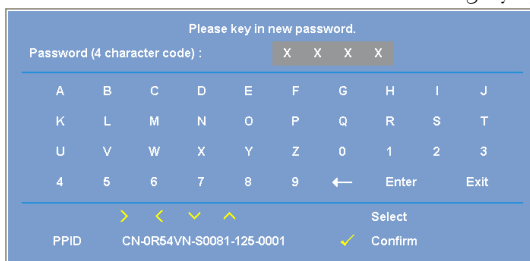 Please key in new password.
Password (4 character code) : X X X X
A B C D E F G H I J
K L M N O P Q R S T
U V W X Y Z 0 1 2 3
4 5 6 7 8 9 ← Enter Exit
> < ∨ ∧ Select
PPID CN-0R54VN-S0081-125-0001 ✓ Confirm